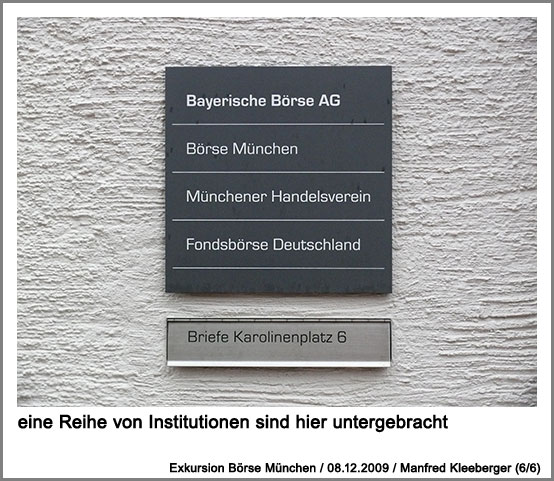 Bayerische Börse AG
Börse München
Münchener Handelsverein
Fondsbörse Deutschland
Briefe Karolinenplatz 6
eine Reihe von Institutionen sind hier untergebracht
Exkursion Börse München / 08.12.2009 / Manfred Kleeberger (6/6)